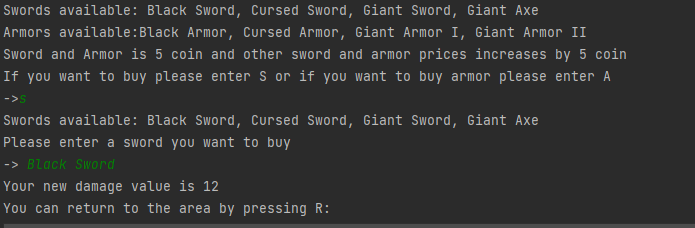 Swords available: Black Sword, Cursed Sword, Giant Sword, Giant Axe
Armors available:Black Armor, Cursed Armor, Giant Armor I, Giant Armor II
Sword and Armor is 5 coin and other sword and armor prices increases by 5 coin
If you want to buy please enter S or if you want to buy armor please enter A
->s
Swords available: Black Sword, Cursed Sword, Giant Sword, Giant Axe
Please enter a sword you want to buy
-> Black Sword
Your new damage value is 12
You can return to the area by pressing R: